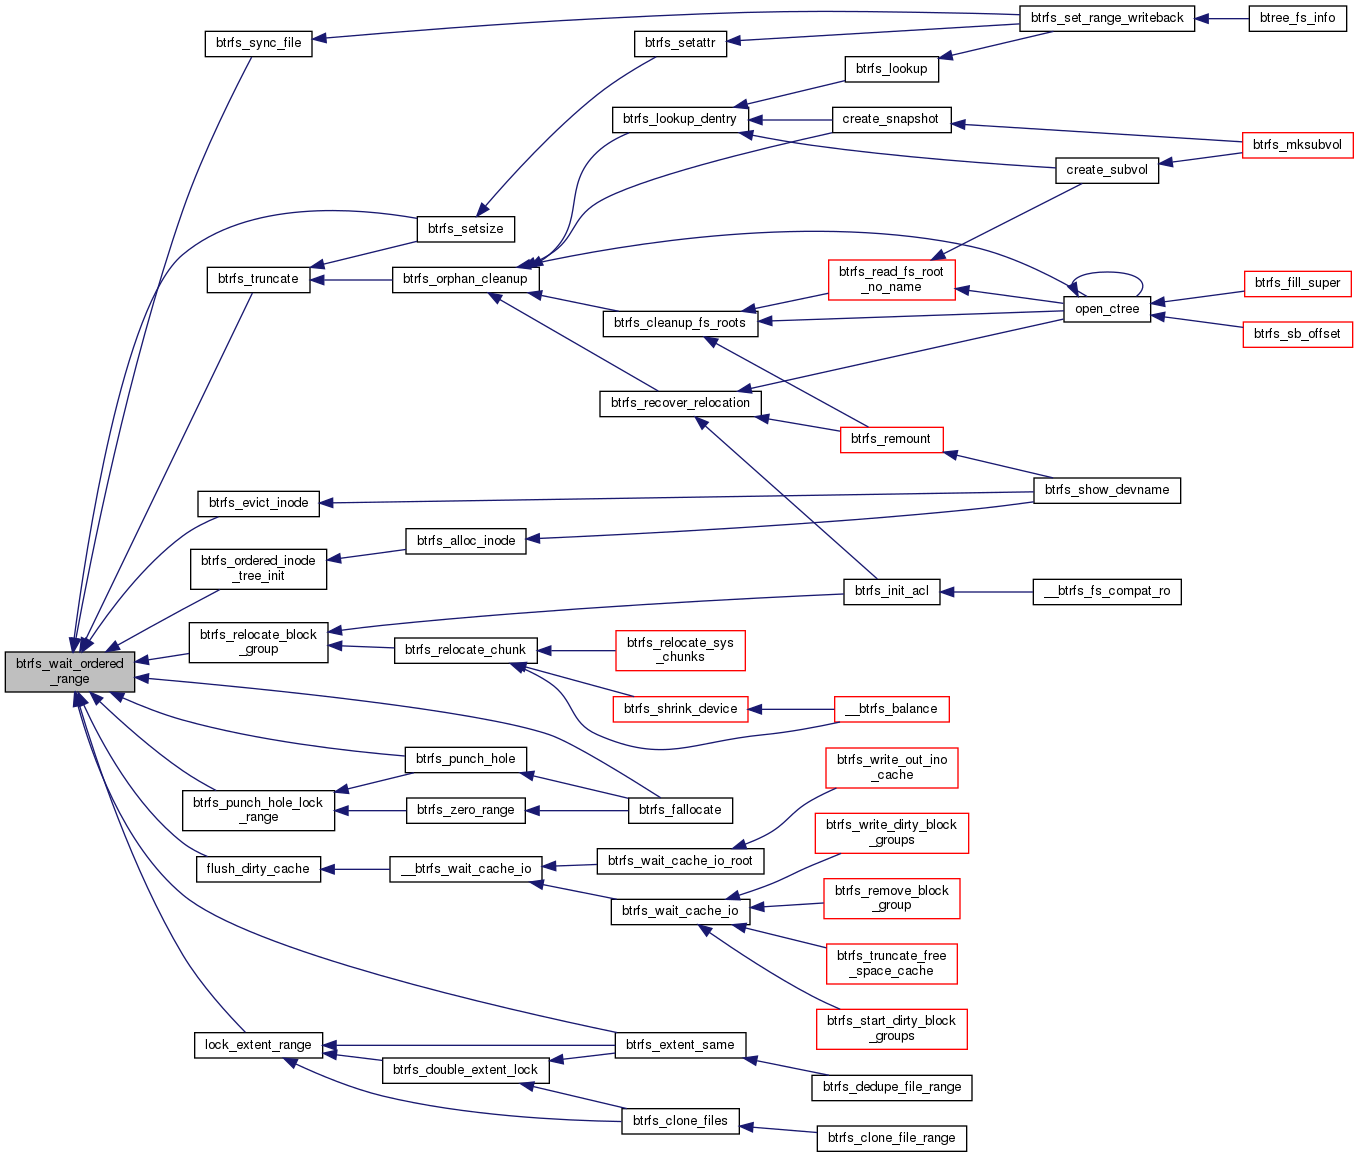 btrfs_set_range_writeback
btree_fs_info
btrfs_sync_file
btrfs_setattr
btrfs_lookup
btrfs_lookup_dentry
create_snapshot
btrfs_mksubvol
create_subvol
btrfs_setsize
btrfs_truncate
btrfs_orphan_cleanup
btrfs_read_fs_root
_no_name
btrfs_fill_super
open_ctree
btrfs_cleanup_fs_roots
btrfs_sb_offset
btrfs_recover_relocation
btrfs_remount
btrfs_show_devname
btrfs_evict_inode
btrfs_alloc_inode
btrfs_ordered_inode
_tree_init
btrfs_init_acl
__btrfs_fs_compat_ro
btrfs_relocate_block
_group
btrfs_relocate_chunk
btrfs_relocate_sys
_chunks
btrfs_wait_ordered
_range
btrfs_shrink_device
__btrfs_balance
btrfs_punch_hole
btrfs_write_out_ino
_cache
btrfs_punch_hole_lock
_range
btrfs_zero_range
btrfs_fallocate
btrfs_write_dirty_block
_groups
flush_dirty_cache
__btrfs_wait_cache_io
btrfs_wait_cache_io_root
btrfs_remove_block
_group
btrfs_wait_cache_io
btrfs_truncate_free
_space_cache
btrfs_start_dirty_block
_groups
lock_extent_range
btrfs_extent_same
btrfs_double_extent_lock
btrfs_dedupe_file_range
btrfs_clone_files
btrfs_clone_file_range